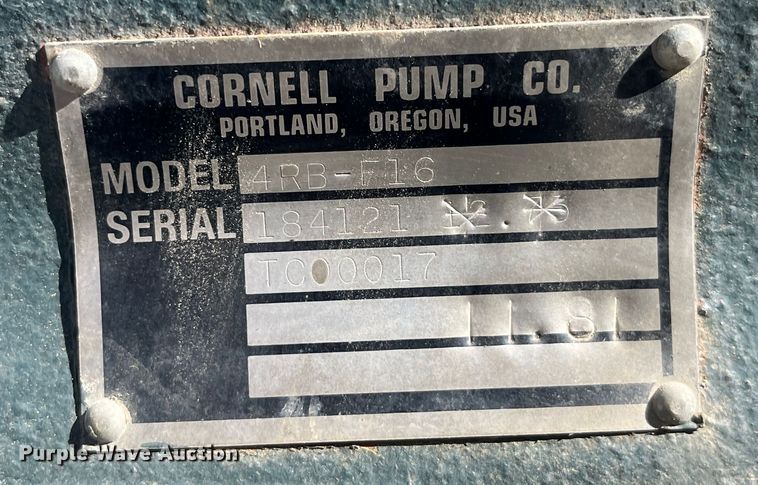 CORNELL PUMP CO.
PORTLAND, OREGON, USA
MODEL 4RB-F16
SERIAL 184121
TC00017
11.81
Purple Wave Auction